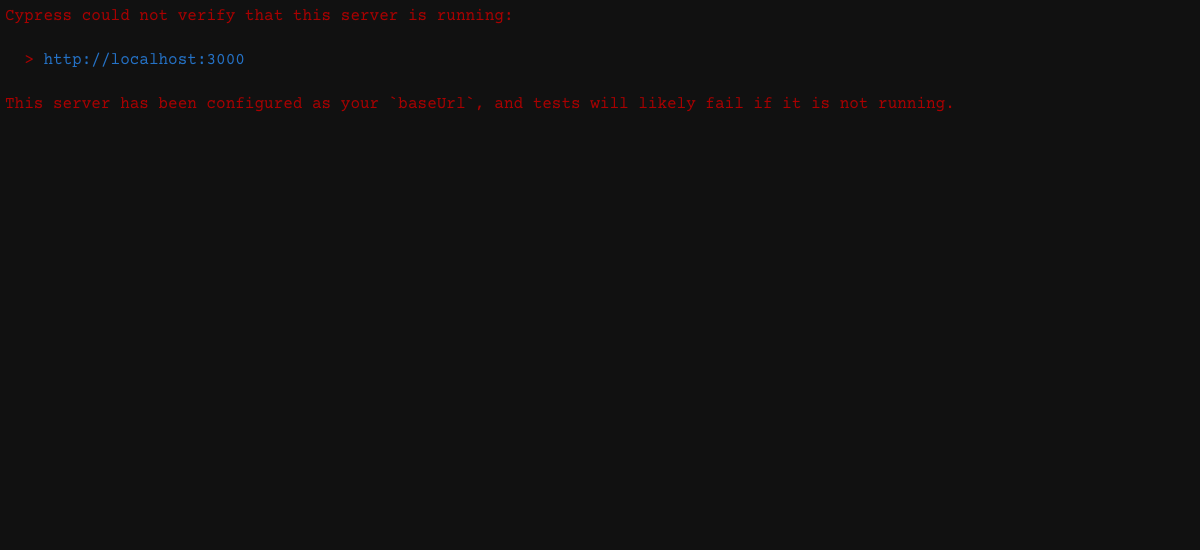 Cypress could not verify that this server is running:
> http://localhost:3000
This server has been configured as your `baseUrl`, and tests will likely fail if it is not running.